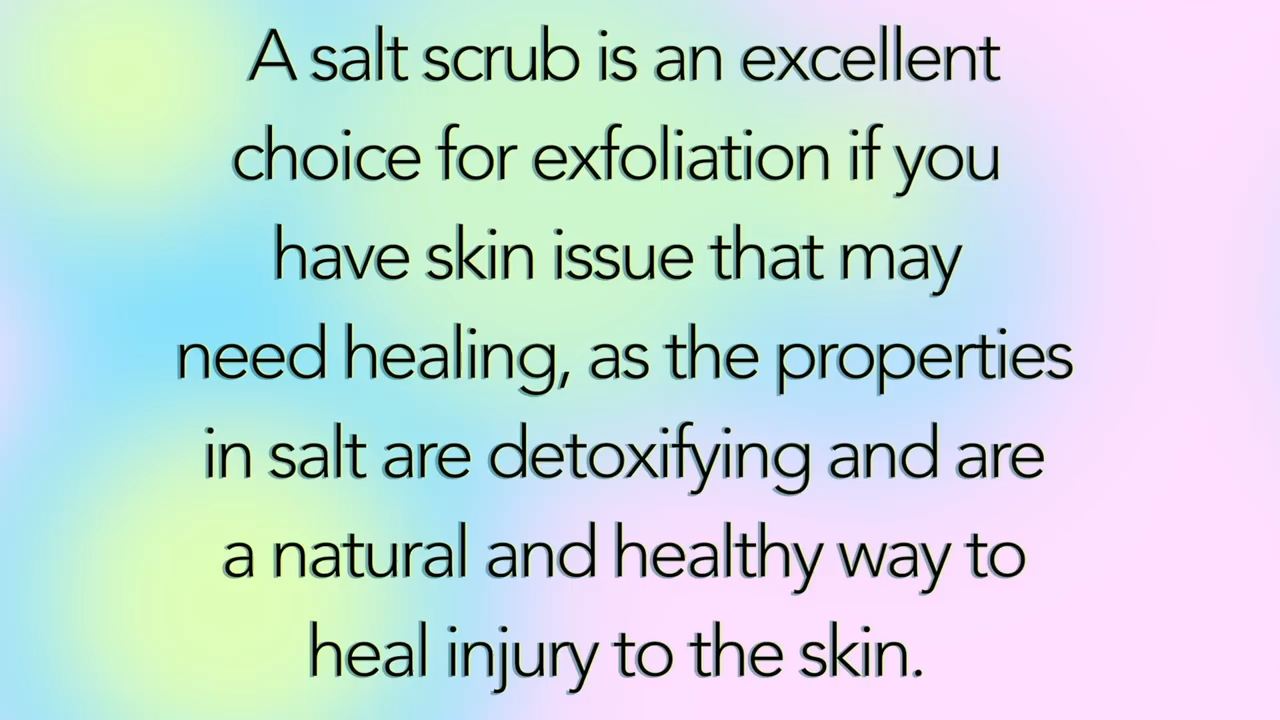 A salt scrub is an excellent
choice for exfoliation if you
have skin issue that may
need healing, as the properties
in salt are detoxifying and are
a natural and healthy way to
heal injury to the skin.